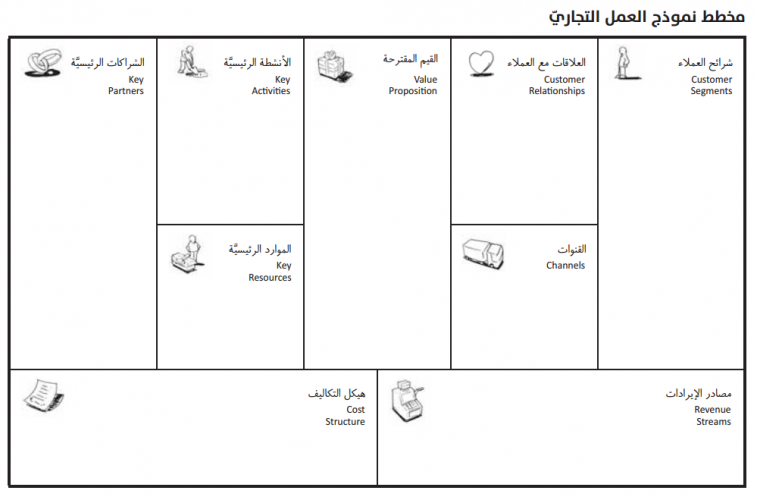 مخطط نموذج العمل التجاريّ
شرائح العملاء
Customer
Segments
العلاقات مع العملاء
Customer
Relationships
القيم المقترحة
Value
Proposition
الأنشطة الرئيسيَّة
Key
Activities
الشراكات الرئيسيَّة
Key
Partners
القنوات
Channels
الموارد الرئيسيَّة
Key
Resources
مصادر الإيرادات
Revenue
Streams
هيكل التكاليف
Cost
Structure